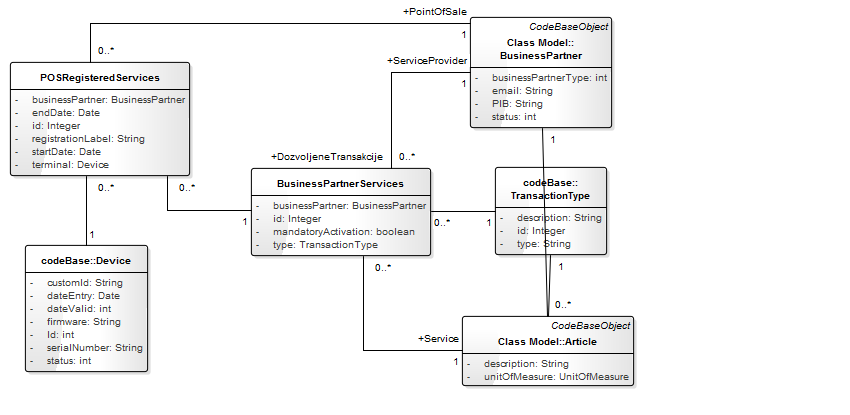 +PointOfSale
1
0..*
CodeBaseObject
Class Model::
BusinessPartner
- businessPartnerType: int
- email: String
- PIB: String
- status: int
+ServiceProvider
1
1
POSRegisteredServices
- businessPartner: BusinessPartner
- endDate: Date
- id: Integer
- registrationLabel: String
- startDate: Date
- terminal: Device
+DozvoljeneTransakcije
0..*
0..*
0..*
1
BusinessPartnerServices
- businessPartner: BusinessPartner
- id: Integer
- mandatoryActivation: boolean
- type: TransactionType
0..*
1
codeBase::
TransactionType
- description: String
- id: Integer
- type: String
1
1
codeBase::Device
- customId: String
- dateEntry: Date
- dateValid: int
- firmware: String
- Id: int
- serialNumber: String
- status: int
0..*
0..*
+Service
1
CodeBaseObject
Class Model::Article
- description: String
- unitOfMeasure: UnitOfMeasure